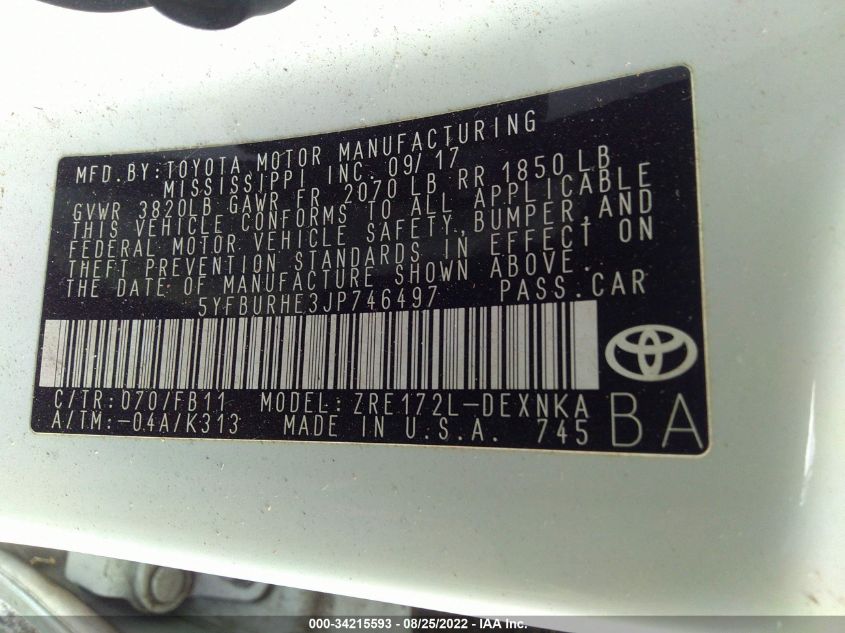 MFD.BY:TOYOTA MOTOR MANUFACTURING
MISSISSIPPI INC. 09/17
GVWR 3820LB GAWR FR 2070 LB RR 1850 LB
THIS VEHICLE CONFORMS TO ALL APPLICABLE
FEDERAL MOTOR VEHICLE SAFETY,BUMPER,AND
THEFT PREVENTION STANDARDS IN EFFECT ON
THE DATE OF MANUFACTURE SHOWN ABOVE.
5YFBURHE3JP746497 PASS.CAR
C/TR:070/FB11 MODEL:ZRE172L-DEXNKA
A/TM:-04A/K313 MADE IN U.S.A. 745
BA
000-34215593 - 08/25/2022 - IAA Inc.